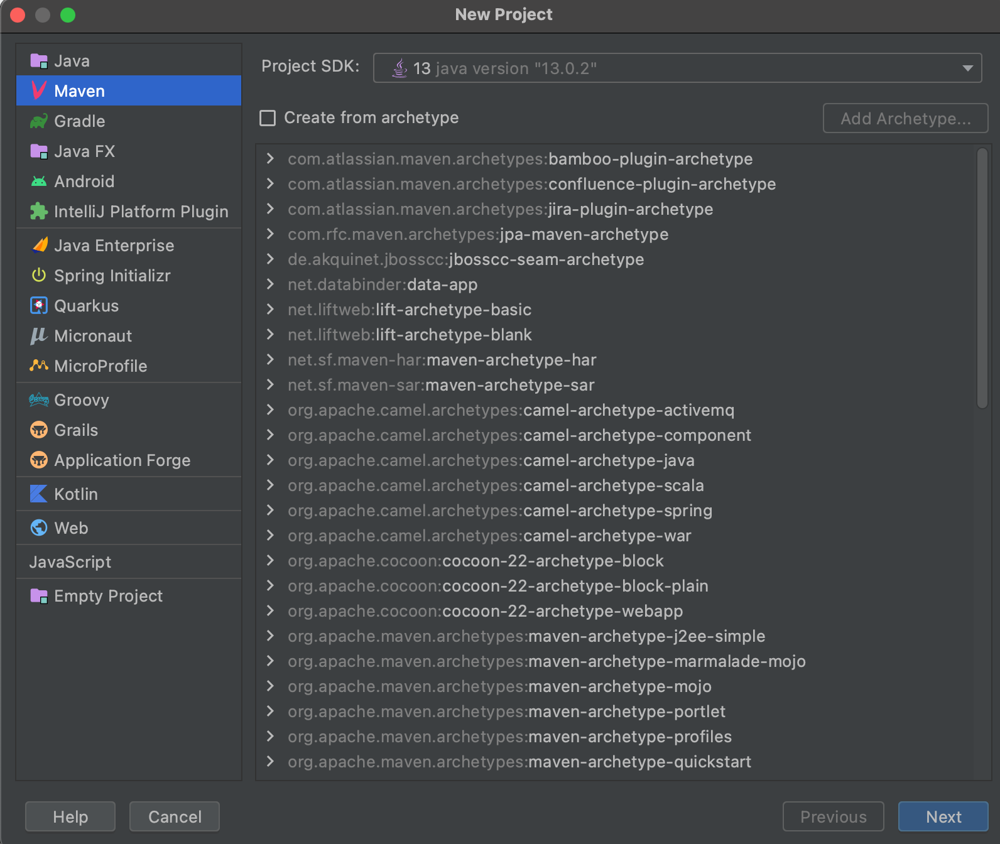 New Project
Java
Maven
Gradle
Java FX
Android
IntelliJ Platform Plugin
Java Enterprise
Spring Initializr
Quarkus
Micronaut
MicroProfile
Groovy
Grails
Application Forge
Kotlin
Web
JavaScript
Empty Project
Project SDK: 13 java version "13.0.2"
Create from archetype
Add Archetype...
com.atlassian.maven.archetypes:bamboo-plugin-archetype
com.atlassian.maven.archetypes:confluence-plugin-archetype
com.atlassian.maven.archetypes:jira-plugin-archetype
com.rfc.maven.archetypes:jpa-maven-archetype
de.akquinet.jbosscc:jbosscc-seam-archetype
net.databinder:data-app
net.liftweb:lift-archetype-basic
net.liftweb:lift-archetype-blank
net.sf.maven-har:maven-archetype-har
net.sf.maven-sar:maven-archetype-sar
org.apache.camel.archetypes:camel-archetype-activemq
org.apache.camel.archetypes:camel-archetype-component
org.apache.camel.archetypes:camel-archetype-java
org.apache.camel.archetypes:camel-archetype-scala
org.apache.camel.archetypes:camel-archetype-spring
org.apache.camel.archetypes:camel-archetype-war
org.apache.cocoon:cocoon-22-archetype-block
org.apache.cocoon:cocoon-22-archetype-block-plain
org.apache.cocoon:cocoon-22-archetype-webapp
org.apache.maven.archetypes:maven-archetype-j2ee-simple
org.apache.maven.archetypes:maven-archetype-marmalade-mojo
org.apache.maven.archetypes:maven-archetype-mojo
org.apache.maven.archetypes:maven-archetype-portlet
org.apache.maven.archetypes:maven-archetype-profiles
org.apache.maven.archetypes:maven-archetype-quickstart
Help
Cancel
Previous
Next